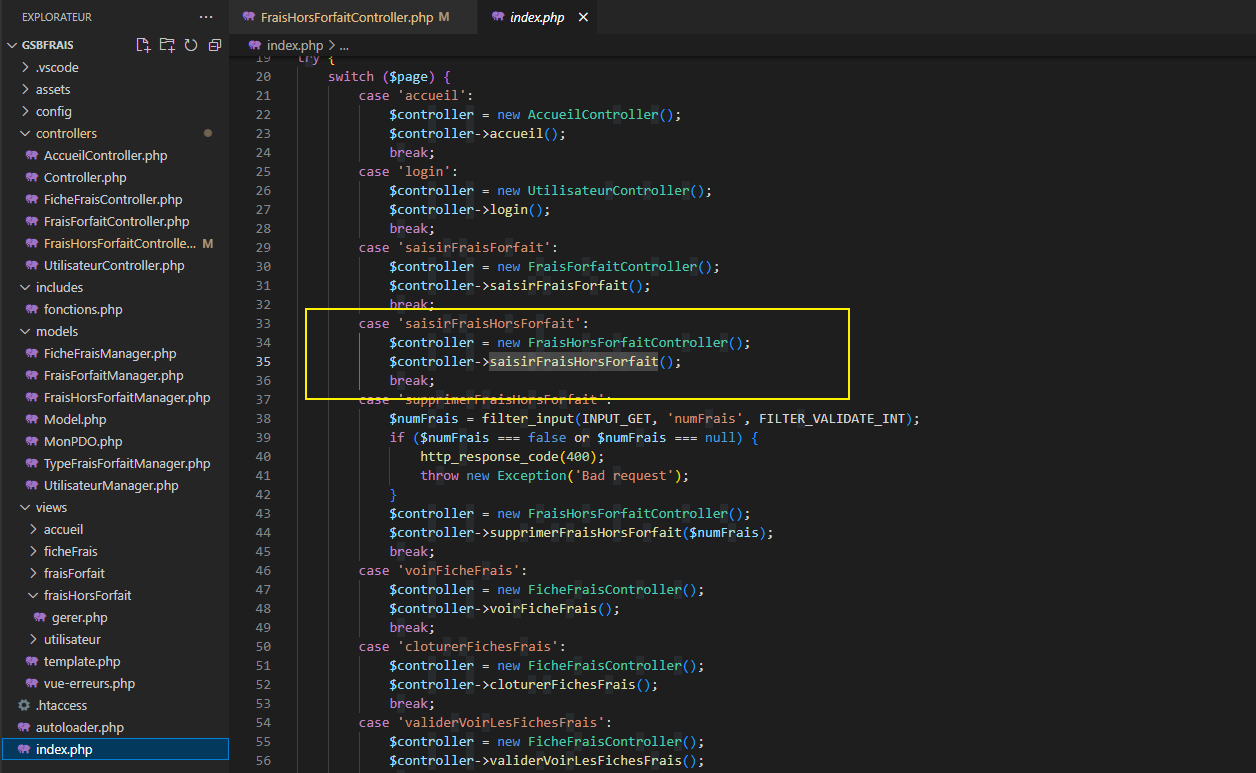 EXPLORATEUR
...
GSBFRAIS
.vscode
assets
config
controllers
AccueilController.php
Controller.php
FicheFraisController.php
FraisForfaitController.php
FraisHorsForfaitControlle... M
UtilisateurController.php
includes
fonctions.php
models
FicheFraisManager.php
FraisForfaitManager.php
FraisHorsForfaitManager.php
Model.php
MonPDO.php
TypeFraisForfaitManager.php
UtilisateurManager.php
views
accueil
ficheFrais
fraisForfait
fraisHorsForfait
gerer.php
utilisateur
template.php
vue-erreurs.php
.htaccess
autoloader.php
index.php
FraisHorsForfaitController.php M
index.php
index.php > ...
19 try {
20 switch ($page) {
21 case 'accueil':
22 $controller = new AccueilController();
23 $controller->accueil();
24 break;
25 case 'login':
26 $controller = new UtilisateurController();
27 $controller->login();
28 break;
29 case 'saisirFraisForfait':
30 $controller = new FraisForfaitController();
31 $controller->saisirFraisForfait();
32 break;
33 case 'saisirFraisHorsForfait':
34 $controller = new FraisHorsForfaitController();
35 $controller->saisirFraisHorsForfait();
36 break;
37 case 'supprimerFraisHorsForfait':
38 $numFrais = filter_input(INPUT_GET, 'numFrais', FILTER_VALIDATE_INT);
39 if ($numFrais === false or $numFrais === null) {
40 http_response_code(400);
41 throw new Exception('Bad request');
42 }
43 $controller = new FraisHorsForfaitController();
44 $controller->supprimerFraisHorsForfait($numFrais);
45 break;
46 case 'voirFicheFrais':
47 $controller = new FicheFraisController();
48 $controller->voirFicheFrais();
49 break;
50 case 'cloturerFichesFrais':
51 $controller = new FicheFraisController();
52 $controller->cloturerFichesFrais();
53 break;
54 case 'validerVoirLesFichesFrais':
55 $controller = new FicheFraisController();
56 $controller->validerVoirLesFichesFrais();